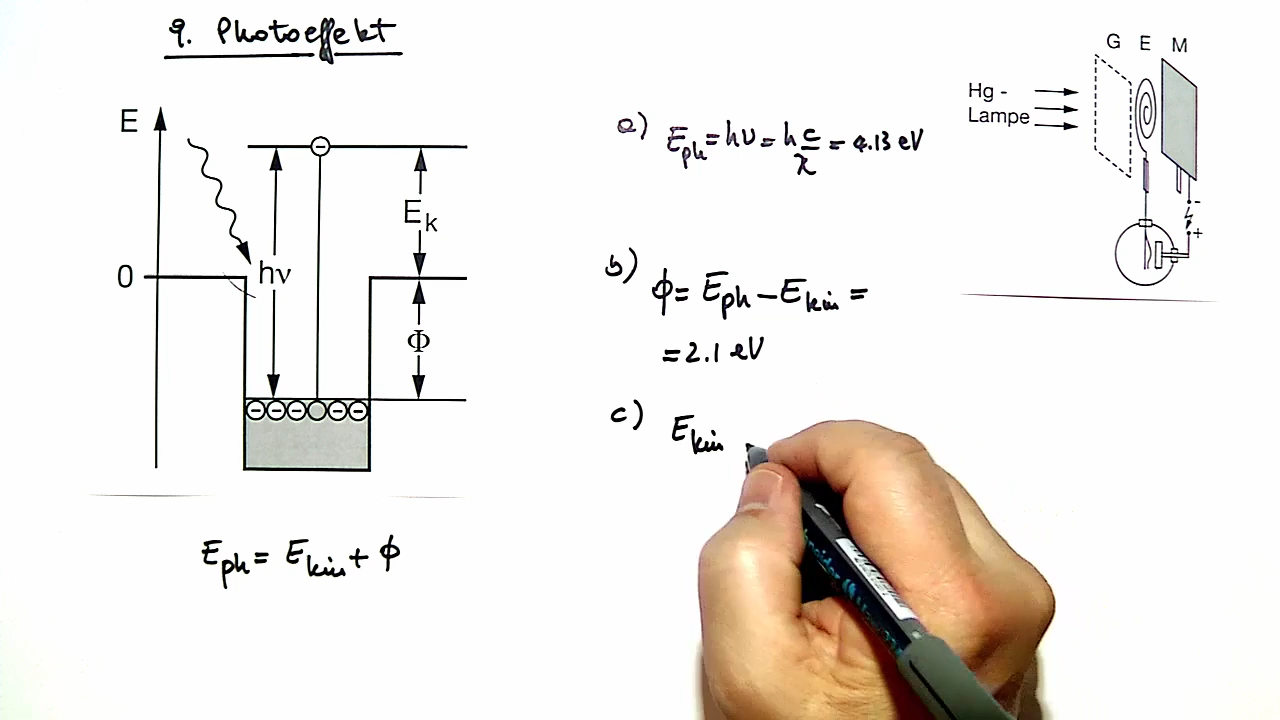 9. Photoeffekt
E
0
hν
E_k
Φ
E_ph = E_kin + ϕ
a) E_ph = hν = h c/λ = 4.13 eV
b) ϕ = E_ph − E_kin =
= 2.1 eV
c) E_kin
G E M
Hg -
Lampe
-
+